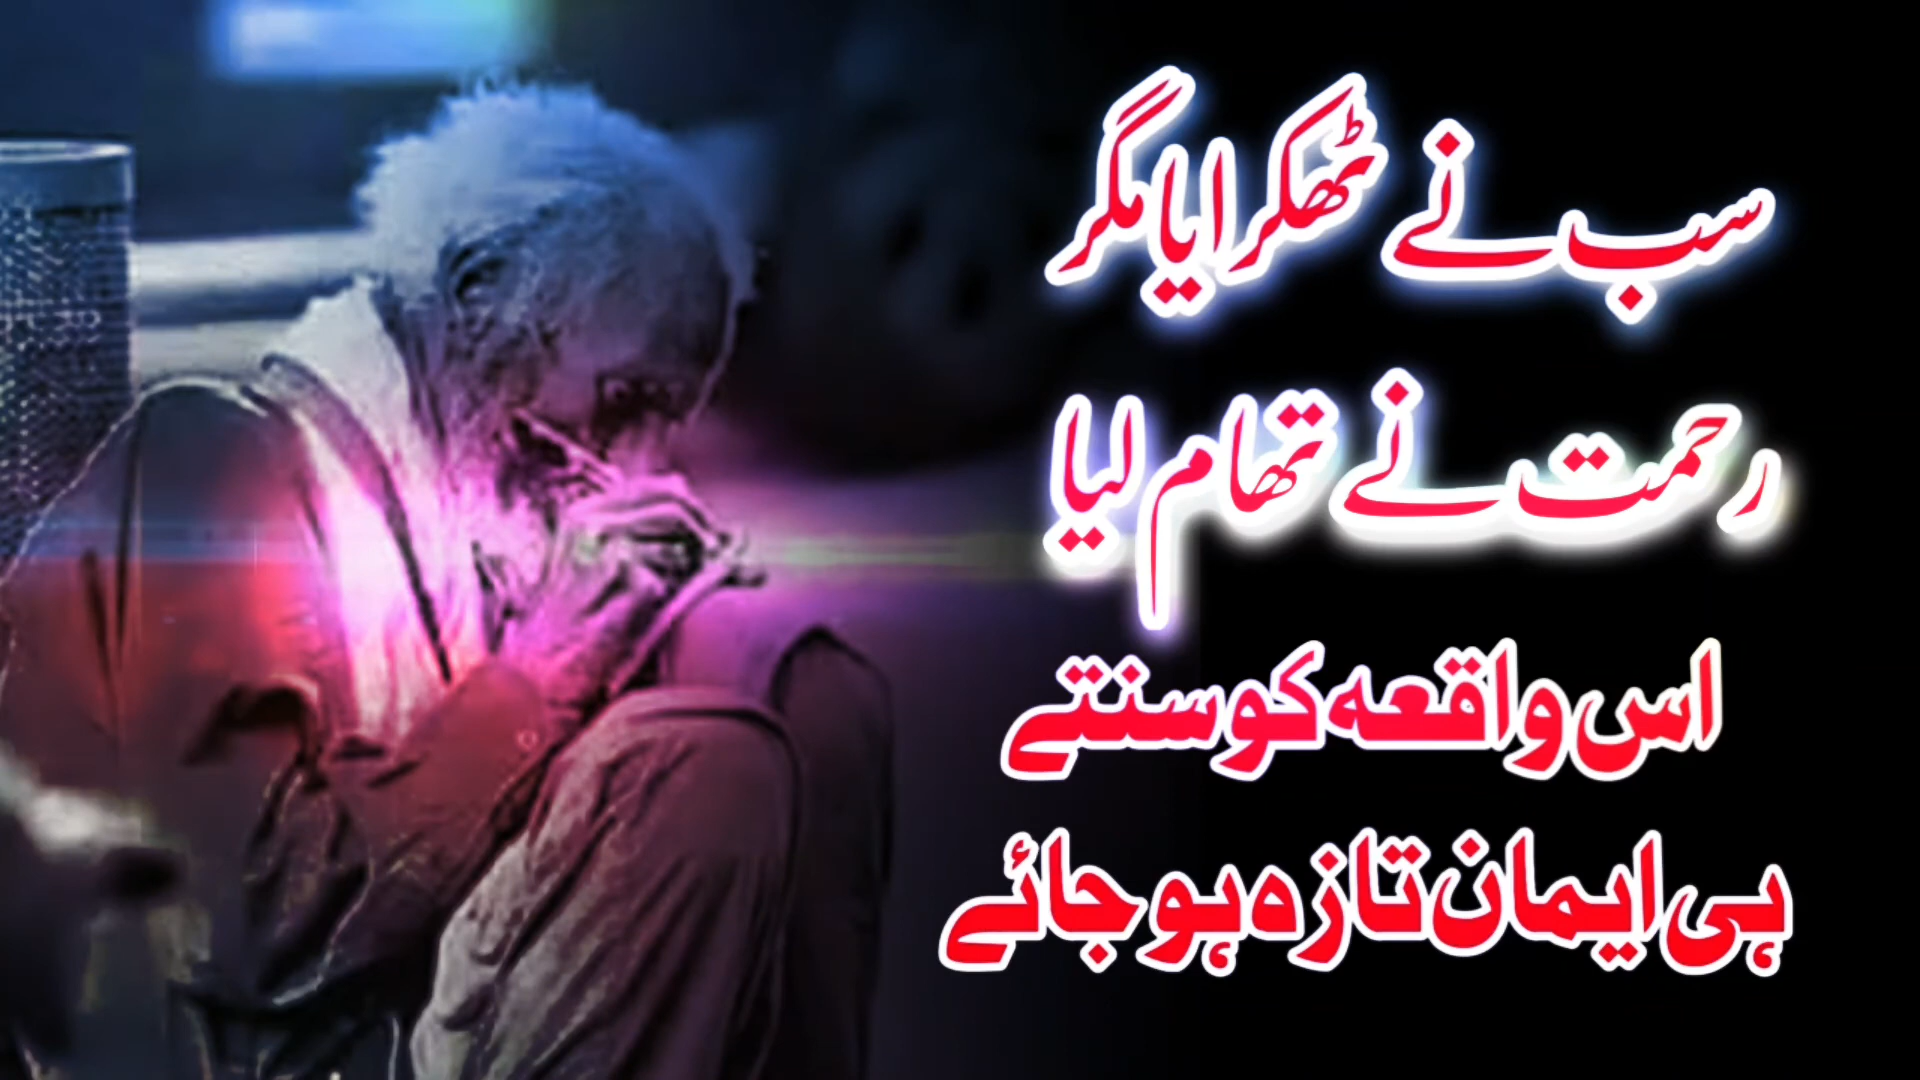 سب نے ٹھکرایا مگر
رحمت نے تھام لیا
اس واقعہ کو سنتے
ہی ایمان تازہ ہو جائے